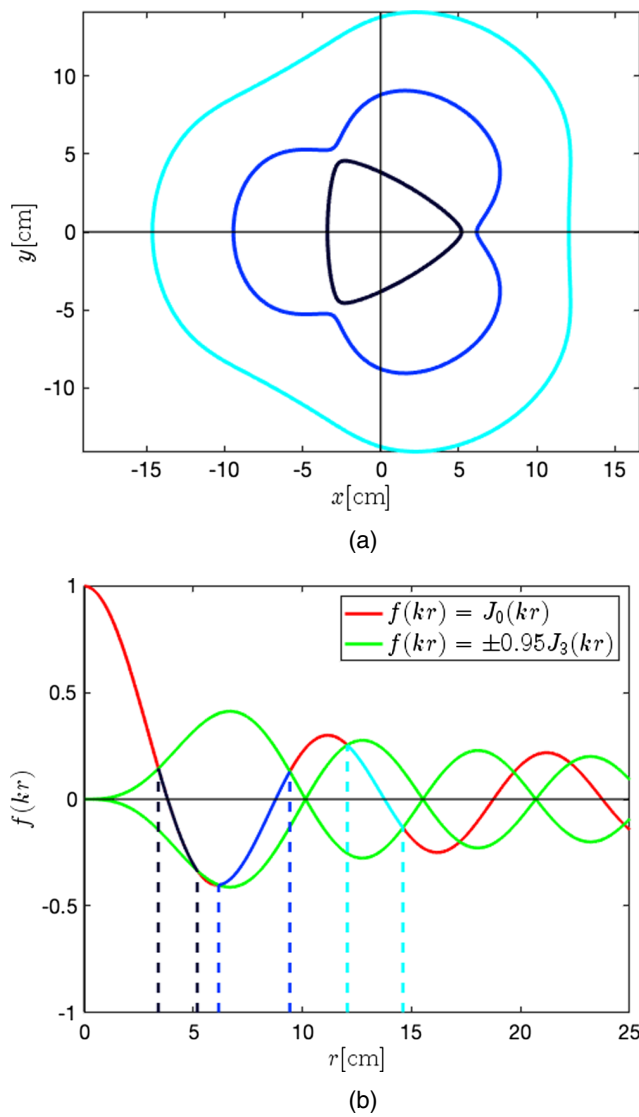 10
5
0
-5
-10
y[cm]
-15 -10 -5 0 5 10 15
x[cm]
(a)
1
0.5
0
-0.5
-1
f(kr)
f(kr) = J₀(kr)
f(kr) = ±0.95J₃(kr)
0 5 10 15 20 25
r[cm]
(b)